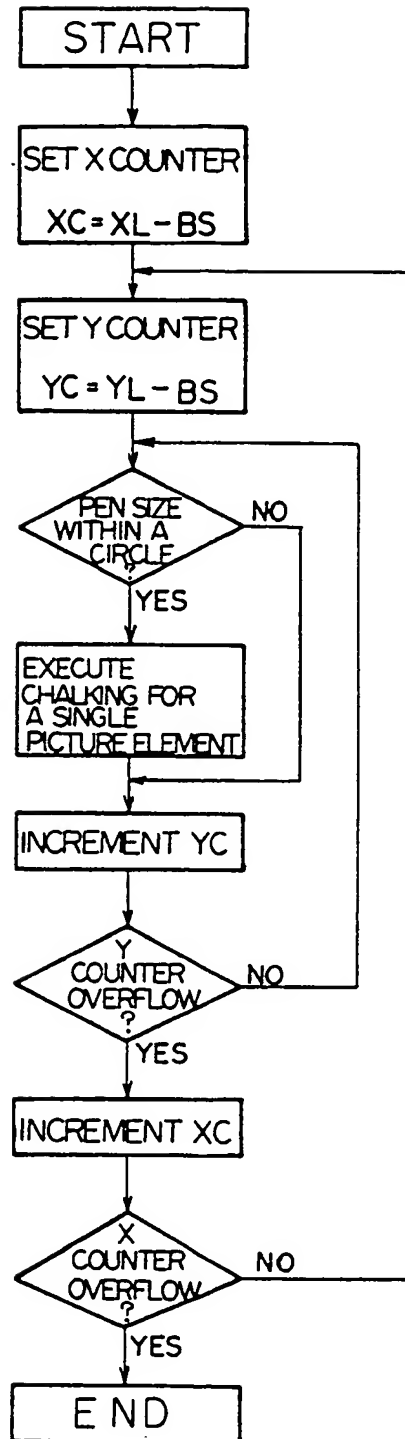 START
SET X COUNTER
XC=XL-BS
SET Y COUNTER
YC=YL-BS
PEN SIZE
WITHIN A
CIRCLE
?
NO
YES
EXECUTE
CHALKING FOR
A SINGLE
PICTURE ELEMENT
INCREMENT YC
Y
COUNTER
OVERFLOW
?
NO
YES
INCREMENT XC
X
COUNTER
OVERFLOW
?
NO
YES
END